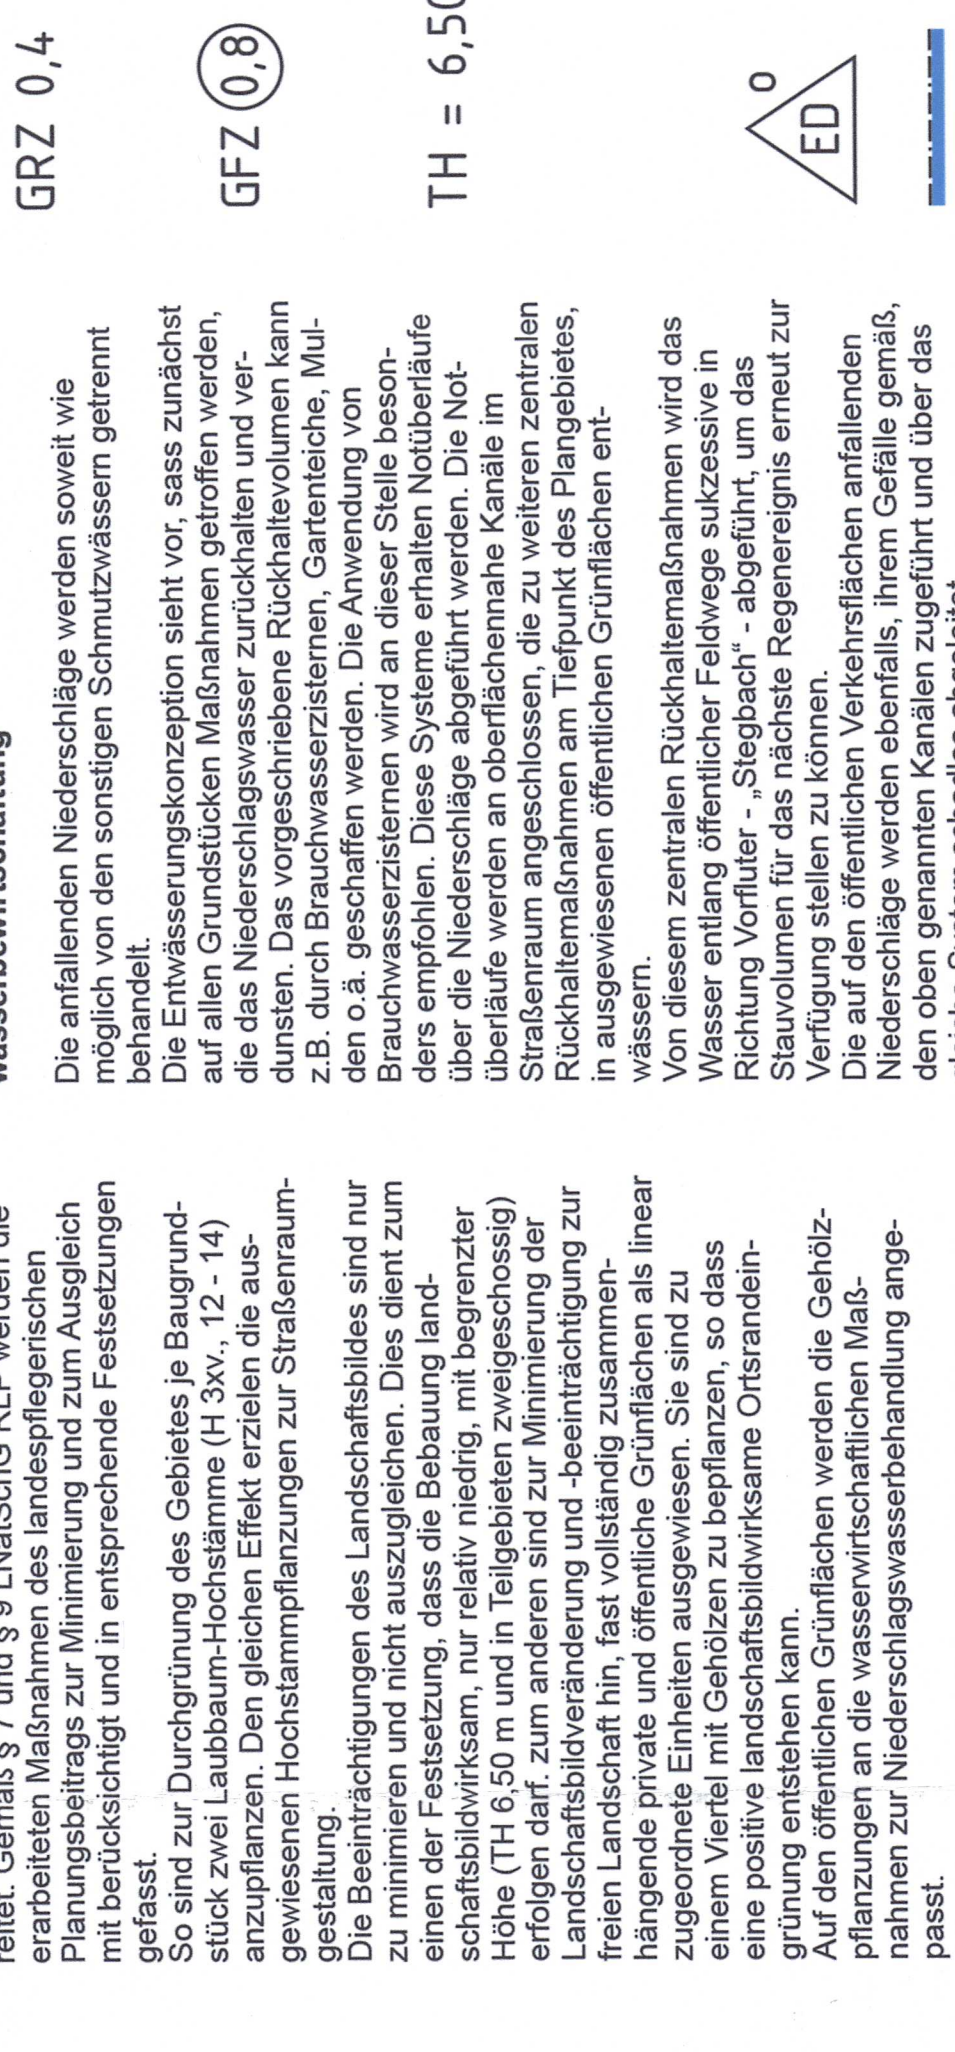 erarbeiteten Maßnahmen des landespflegerischen
Planungsbeitrags zur Minimierung und zum Ausgleich
mit berücksichtigt und in entsprechende Festsetzungen
gefasst.
So sind zur Durchgrünung des Gebietes je Baugrund-
stück zwei Laubbaum-Hochstämme (H 3xv., 12 - 14)
anzupflanzen. Den gleichen Effekt erzielen die aus-
gewiesenen Hochstammpflanzungen zur Straßenraum-
gestaltung.
Die Beeinträchtigungen des Landschaftsbildes sind nur
zu minimieren und nicht auszugleichen. Dies dient zum
einen der Festsetzung, dass die Bebauung land-
schaftsbildwirksam, nur relativ niedrig, mit begrenzter
Höhe (TH 6,50 m und in Teilgebieten zweigeschossig)
erfolgen darf. zum anderen sind zur Minimierung der
Landschaftsbildveränderung und -beeinträchtigung zur
freien Landschaft hin, fast vollständig zusammen-
hängende private und öffentliche Grünflächen als linear
zugeordnete Einheiten ausgewiesen. Sie sind zu
einem Viertel mit Gehölzen zu bepflanzen, so dass
eine positive landschaftsbildwirksame Ortsrandein-
grünung entstehen kann.
Auf den öffentlichen Grünflächen werden die Gehölz-
pflanzungen an die wasserwirtschaftlichen Maß-
nahmen zur Niederschlagswasserbehandlung ange-
passt.
Die anfallenden Niederschläge werden soweit wie
möglich von den sonstigen Schmutzwässern getrennt
behandelt.
Die Entwässerungskonzeption sieht vor, sass zunächst
auf allen Grundstücken Maßnahmen getroffen werden,
die das Niederschlagswasser zurückhalten und ver-
dunsten. Das vorgeschriebene Rückhaltevolumen kann
z.B. durch Brauchwasserzisternen, Gartenteiche, Mul-
den o.ä. geschaffen werden. Die Anwendung von
Brauchwasserzisternen wird an dieser Stelle beson-
ders empfohlen. Diese Systeme erhalten Notüberläufe
über die Niederschläge abgeführt werden. Die Not-
überläufe werden an oberflächennahe Kanäle im
Straßenraum angeschlossen, die zu weiteren zentralen
Rückhaltemaßnahmen am Tiefpunkt des Plangebietes,
in ausgewiesenen öffentlichen Grünflächen ent-
wässern.
Von diesem zentralen Rückhaltemaßnahmen wird das
Wasser entlang öffentlicher Feldwege sukzessive in
Richtung Vorfluter - „Stegbach“ - abgeführt, um das
Stauvolumen für das nächste Regenereignis erneut zur
Verfügung stellen zu können.
Die auf den öffentlichen Verkehrsflächen anfallenden
Niederschläge werden ebenfalls, ihrem Gefälle gemäß,
den oben genannten Kanälen zugeführt und über das
GRZ 0,4
GFZ 0,8
TH = 6,50
ED o